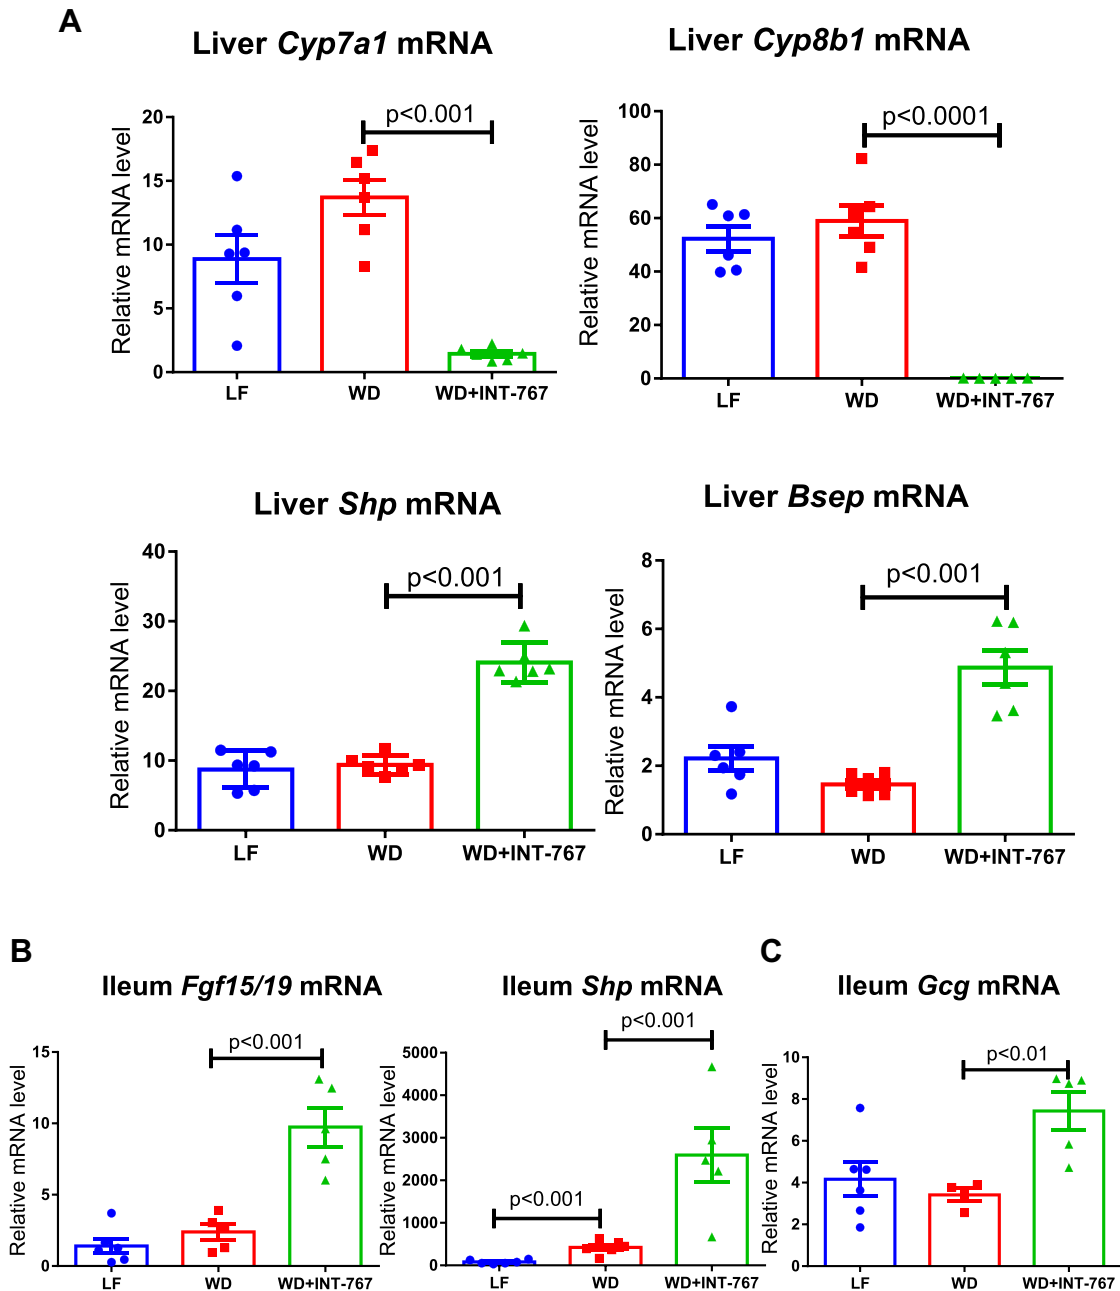 A
Liver Cyp7a1 mRNA
Relative mRNA level
20
15
10
5
0
p<0.001
LF
WD
WD+INT-767
Liver Cyp8b1 mRNA
Relative mRNA level
100
80
60
40
20
0
p<0.0001
LF
WD
WD+INT-767
Liver Shp mRNA
Relative mRNA level
40
30
20
10
0
p<0.001
LF
WD
WD+INT-767
Liver Bsep mRNA
Relative mRNA level
8
6
4
2
0
p<0.001
LF
WD
WD+INT-767
B
Ileum Fgf15/19 mRNA
Relative mRNA level
15
10
5
0
p<0.001
LF
WD
WD+INT-767
Ileum Shp mRNA
Relative mRNA level
5000
4000
3000
2000
1000
0
p<0.001
p<0.001
LF
WD
WD+INT-767
C
Ileum Gcg mRNA
Relative mRNA level
10
8
6
4
2
0
p<0.01
LF
WD
WD+INT-767